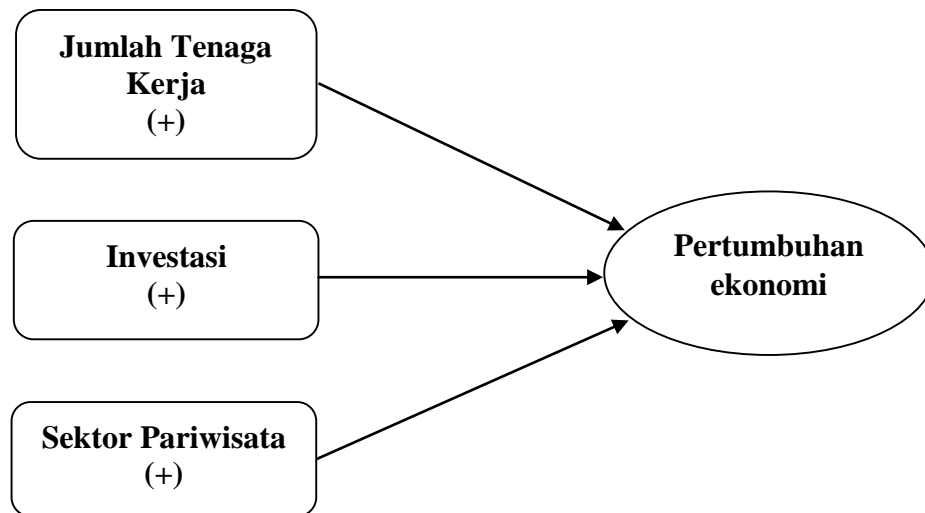 Jumlah Tenaga
Kerja
(+)
Investasi
(+)
Sektor Pariwisata
(+)
Pertumbuhan
ekonomi